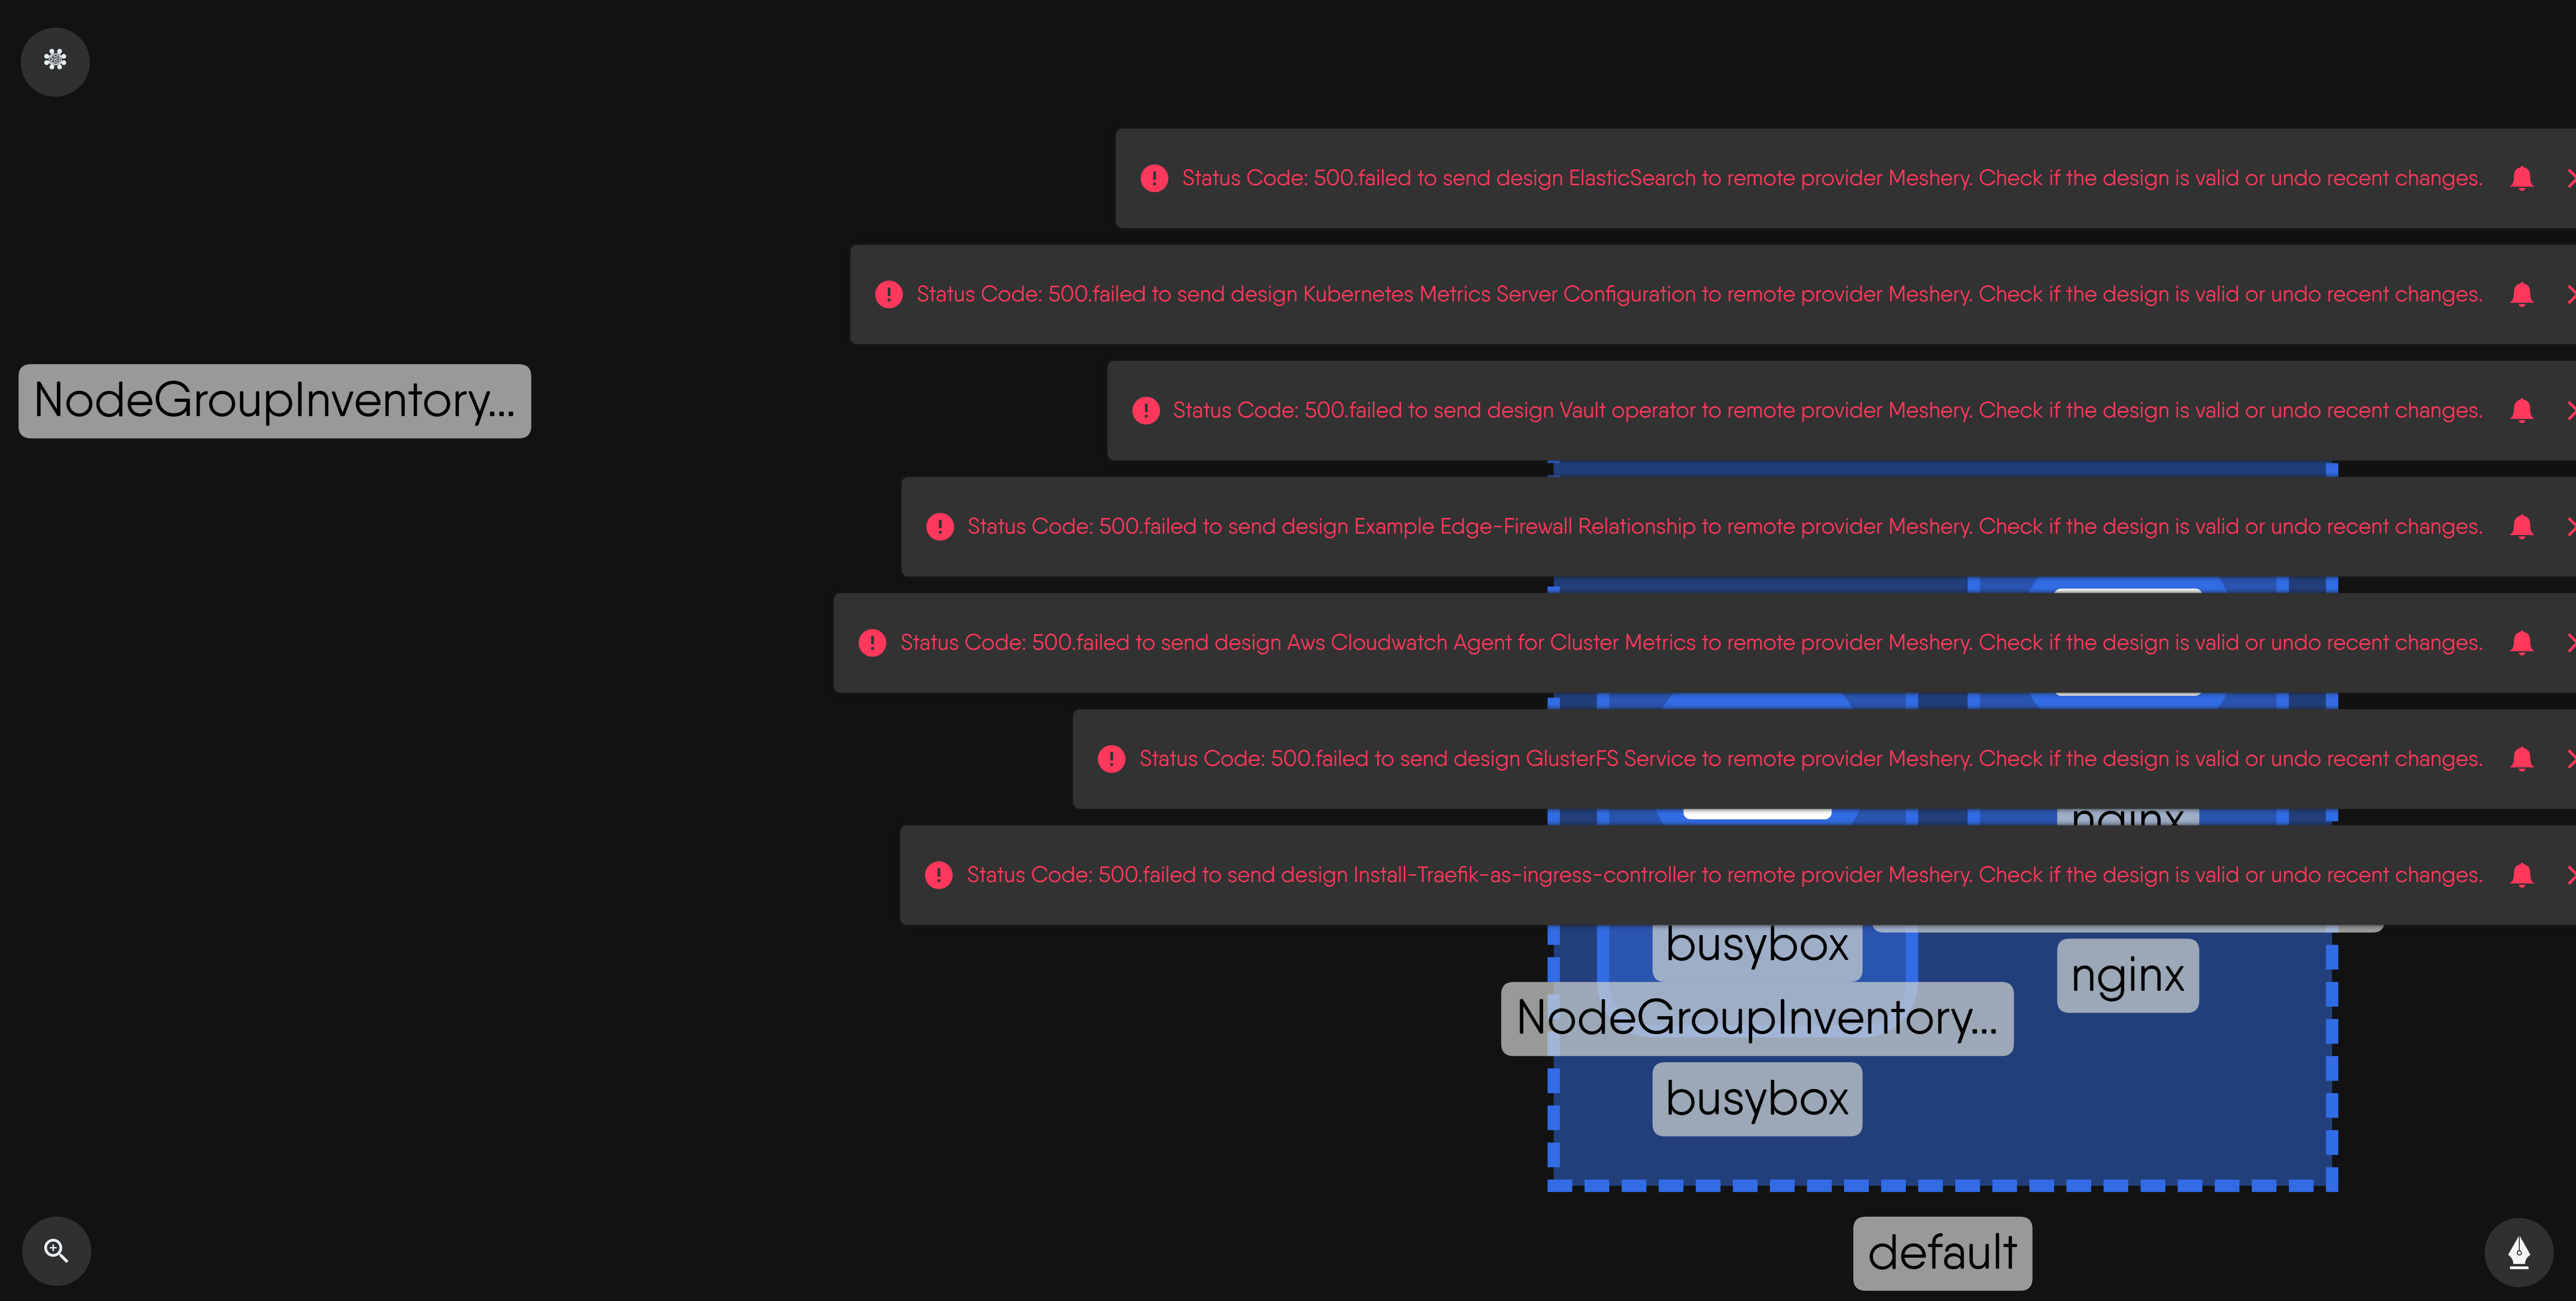 Status Code: 500.failed to send design ElasticSearch to remote provider Meshery. Check if the design is valid or undo recent changes.
Status Code: 500.failed to send design Kubernetes Metrics Server Configuration to remote provider Meshery. Check if the design is valid or undo recent changes.
NodeGroupInventory...
Status Code: 500.failed to send design Vault operator to remote provider Meshery. Check if the design is valid or undo recent changes.
Status Code: 500.failed to send design Example Edge-Firewall Relationship to remote provider Meshery. Check if the design is valid or undo recent changes.
Status Code: 500.failed to send design Aws Cloudwatch Agent for Cluster Metrics to remote provider Meshery. Check if the design is valid or undo recent changes.
Status Code: 500.failed to send design GlusterFS Service to remote provider Meshery. Check if the design is valid or undo recent changes.
nginx
Status Code: 500.failed to send design Install-Traefik-as-ingress-controller to remote provider Meshery. Check if the design is valid or undo recent changes.
busybox
nginx
NodeGroupInventory...
busybox
default